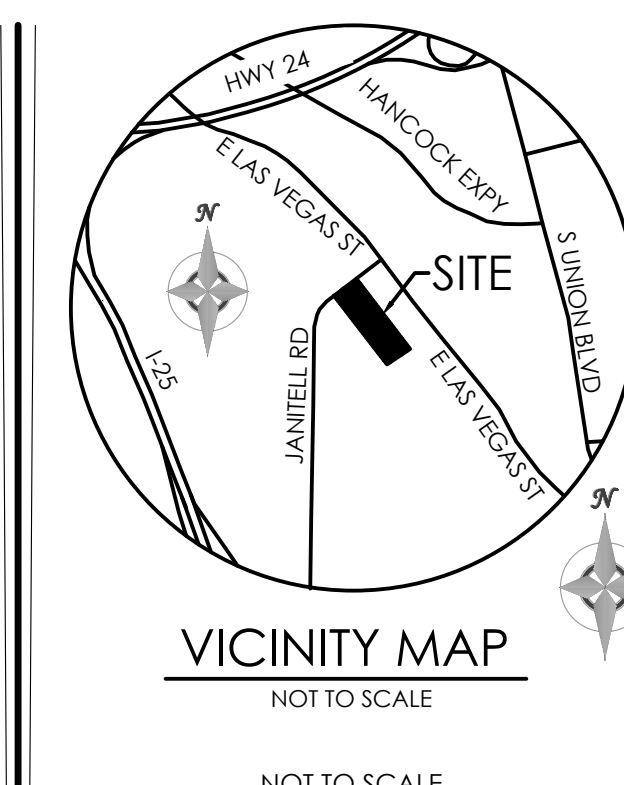 HWY 24
HANCOCK EXPY
E LAS VEGAS ST
N
SITE
S UNION BLVD
I-25
JANITELL RD
E LAS VEGAS ST
N
VICINITY MAP
NOT TO SCALE
NOT TO SCALE